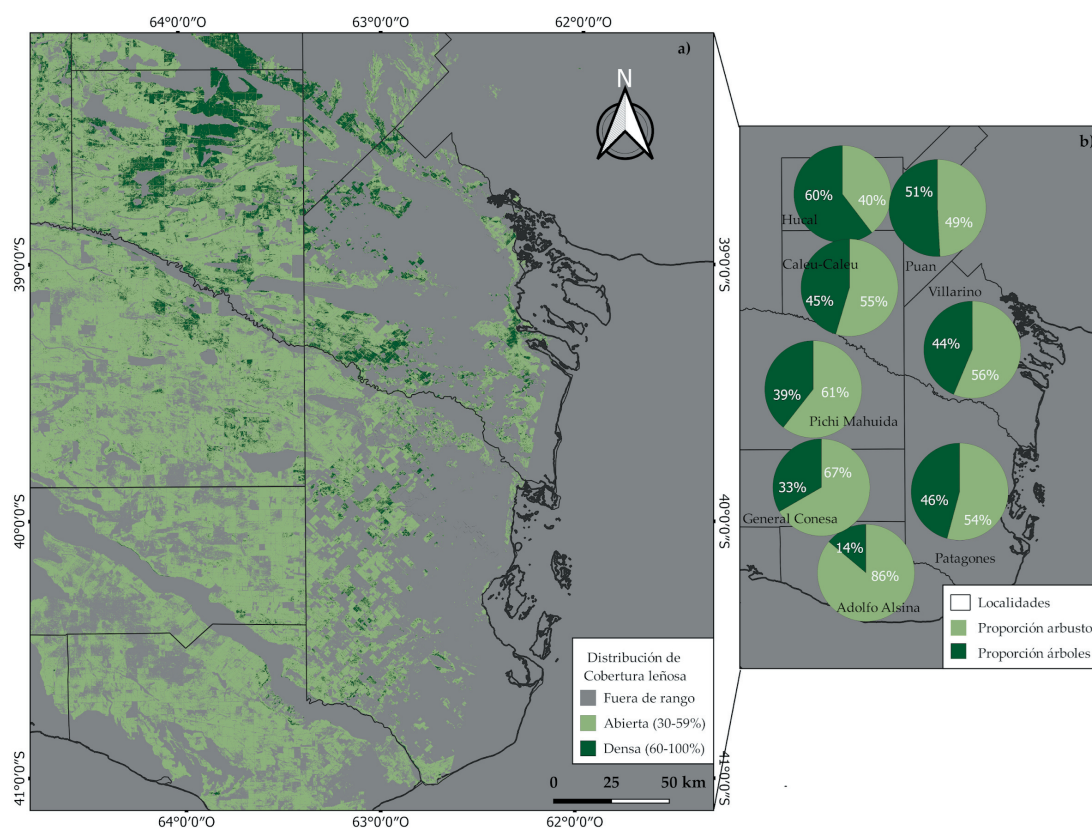 64°0'0"O
63°0'0"O
62°0'0"O
a)
N
39°0'0"S
40°0'0"S
41°0'0"S
Distribución de
Cobertura leñosa
Fuera de rango
Abierta (30-59%)
Densa (60-100%)
0 25 50 km
64°0'0"O
63°0'0"O
62°0'0"O
39°0'0"S
40°0'0"S
41°0'0"S
b)
60%
40%
Hucal
51%
49%
Puan
Caleu-Caleu
45%
55%
Villarino
44%
56%
39%
61%
Pichi Mahuida
33%
67%
General Conesa
46%
54%
Patagones
14%
86%
Adolfo Alsina
Localidades
Proporción arbusto
Proporción árboles